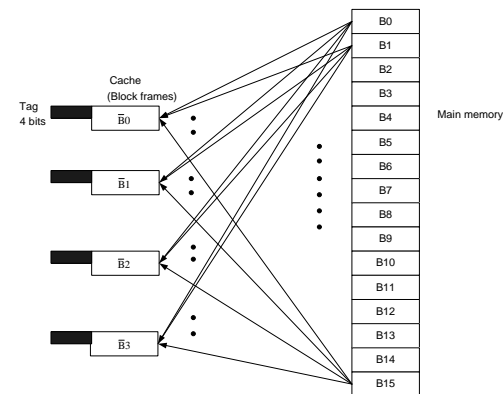 Cache
(Block frames)
Tag
4 bits
B̅0
B̅1
B̅2
B̅3
B0
B1
B2
B3
B4
B5
B6
B7
B8
B9
B10
B11
B12
B13
B14
B15
Main memory